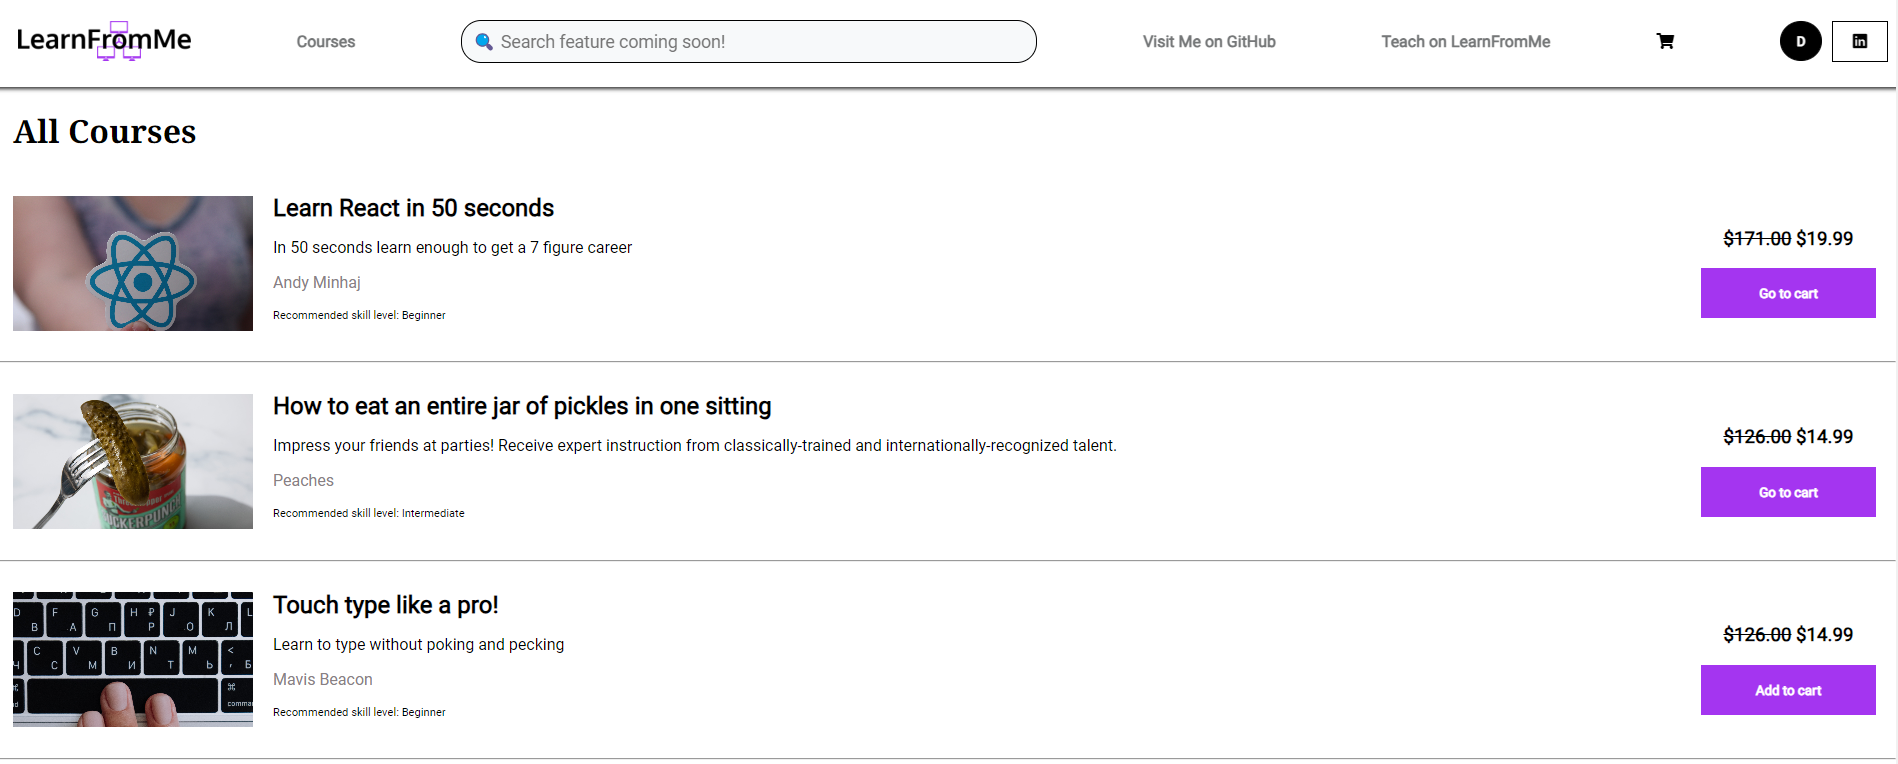 LearnFromMe Courses 🔍 Search feature coming soon! Visit Me on GitHub Teach on LearnFromMe D in
All Courses
Learn React in 50 seconds
In 50 seconds learn enough to get a 7 figure career
Andy Minhaj
Recommended skill level: Beginner
$171.00 $19.99
Go to cart
How to eat an entire jar of pickles in one sitting
Impress your friends at parties! Receive expert instruction from classically-trained and internationally-recognized talent.
Peaches
Recommended skill level: Intermediate
$126.00 $14.99
Go to cart
Touch type like a pro!
Learn to type without poking and pecking
Mavis Beacon
Recommended skill level: Beginner
$126.00 $14.99
Add to cart
D F G H ₽ J K L
В А П Р О Л
C V B N M <
Ч С М И Т Ь , Б
⌘ ⌘
comma